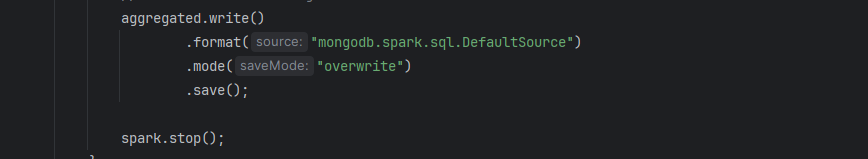 aggregated.write()
.format( source: "mongodb.spark.sql.DefaultSource")
.mode( saveMode: "overwrite")
.save();
spark.stop();